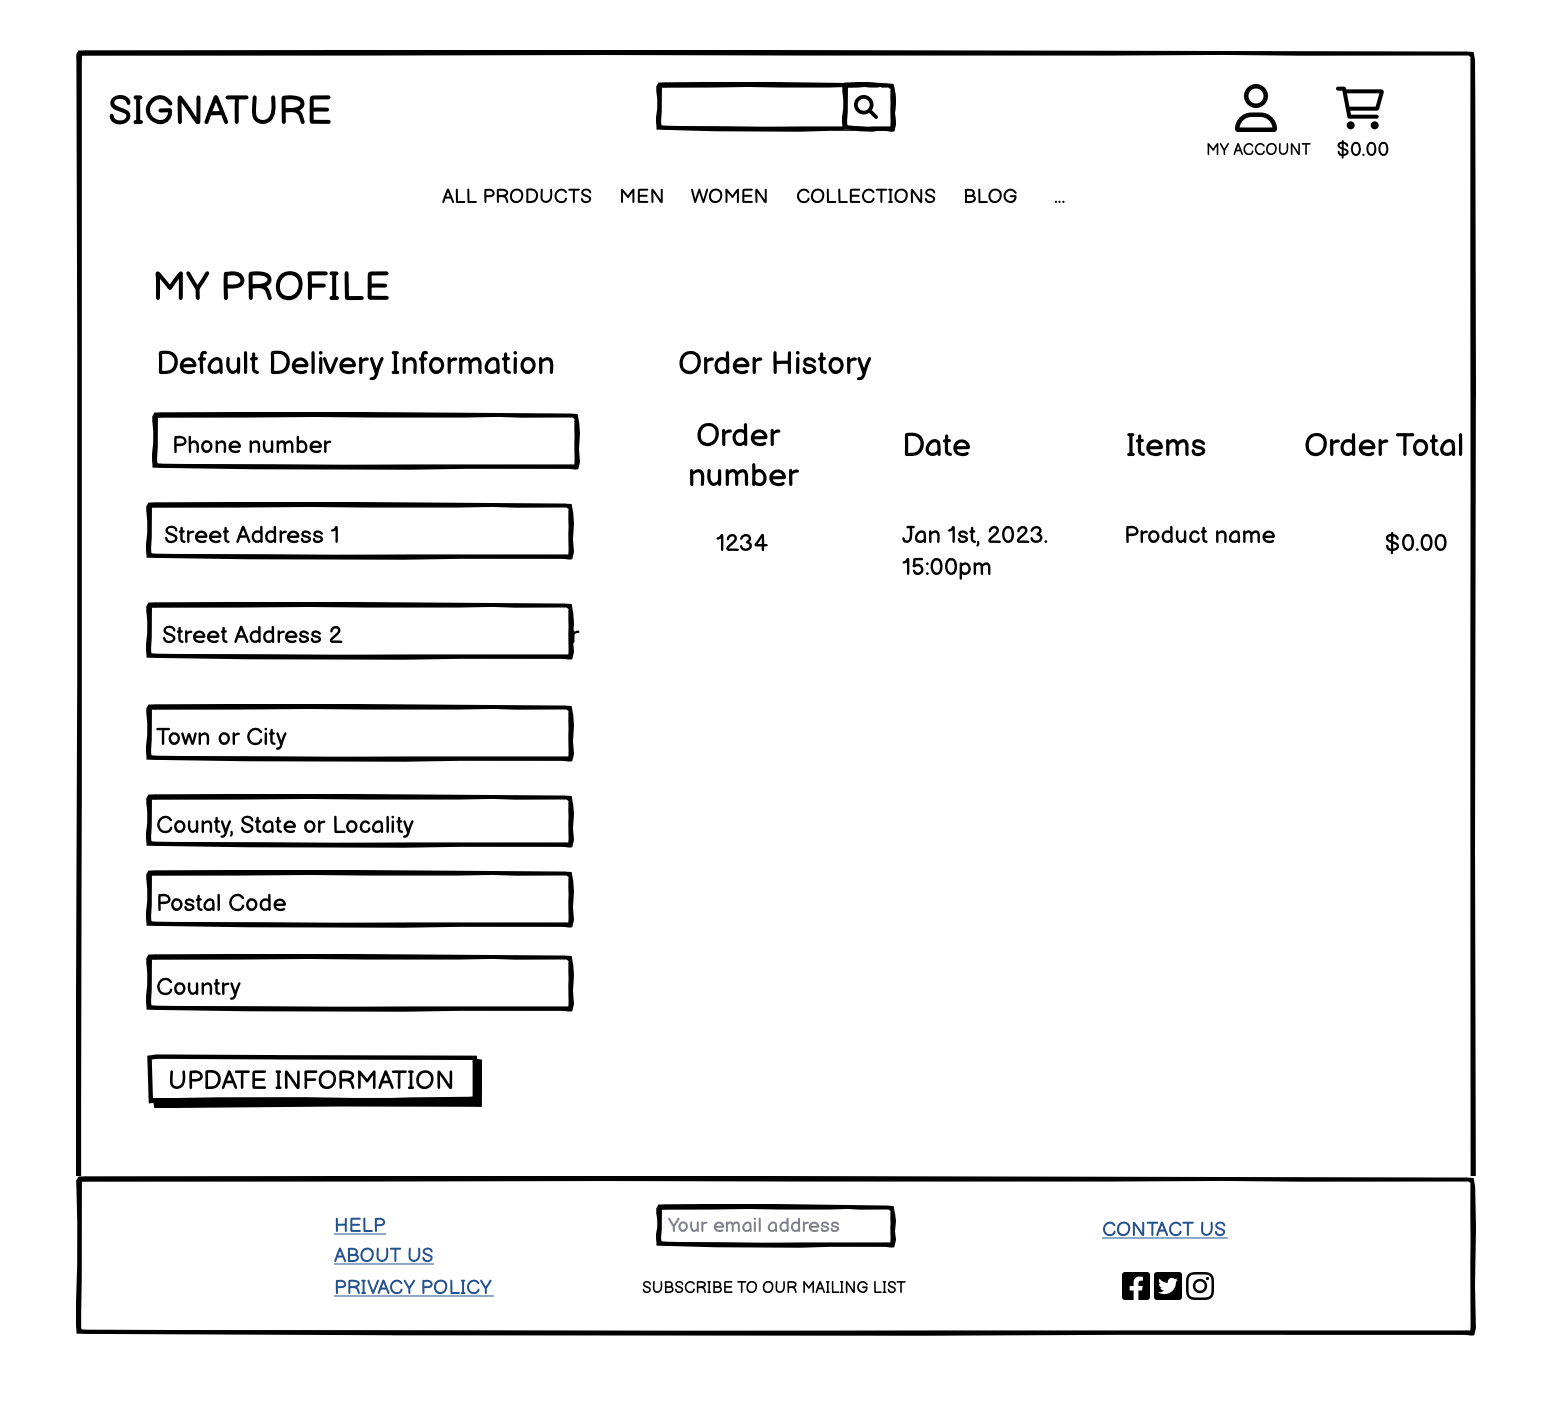 SIGNATURE
MY ACCOUNT
$0.00
ALL PRODUCTS MEN WOMEN COLLECTIONS BLOG ...
MY PROFILE
Default Delivery Information
Phone number
Street Address 1
Street Address 2
r
Town or City
County, State or Locality
Postal Code
Country
UPDATE INFORMATION
Order History
Order
number
Date
Items
Order Total
1234
Jan 1st, 2023.
15:00pm
Product name
$0.00
HELP
ABOUT US
PRIVACY POLICY
Your email address
SUBSCRIBE TO OUR MAILING LIST
CONTACT US